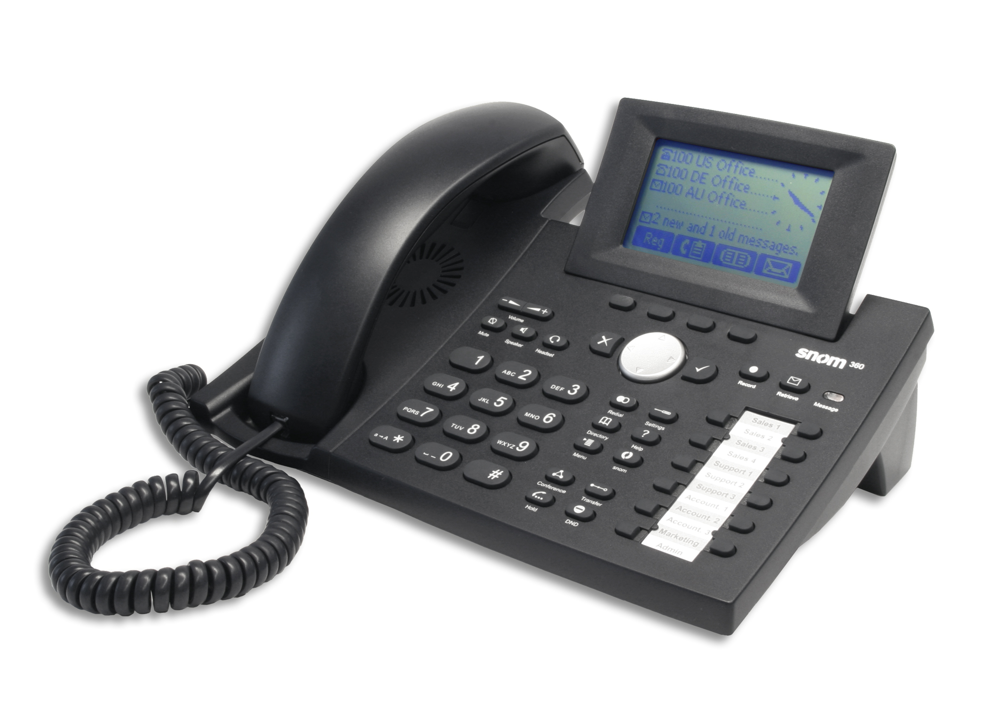 100 US Office......
100 DE Office......
100 AU Office......
2 new and 1 old messages.
Reg
snom 360
- +
Volume
Mute
Speaker
Headset
1
ABC 2
DEF 3
GHI 4
JKL 5
MNO 6
PQRS 7
TUV 8
WXYZ 9
a→A *
0
#
Record
Retrieve
Message
Redial
Settings
Directory
?
Help
Menu
snom
Conference
Transfer
Hold
DND
Sales 1
Sales 2
Sales 3
Sales 4
Support 1
Support 2
Support 3
Account. 1
Account. 2
Account. 3
Marketing
Admin